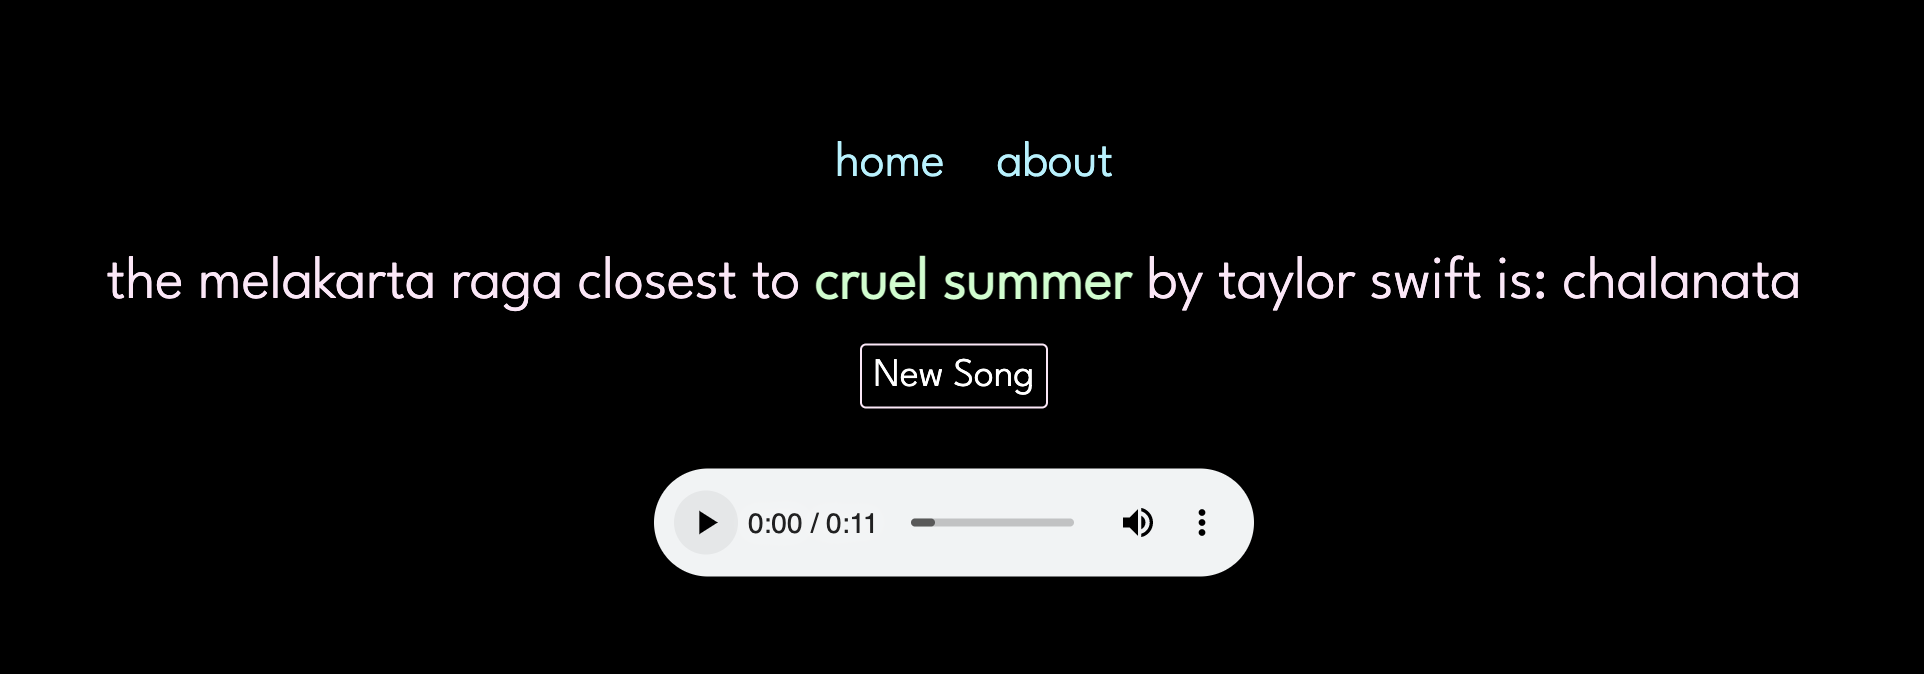 home about
the melakarta raga closest to cruel summer by taylor swift is: chalanata
New Song
0:00 / 0:11